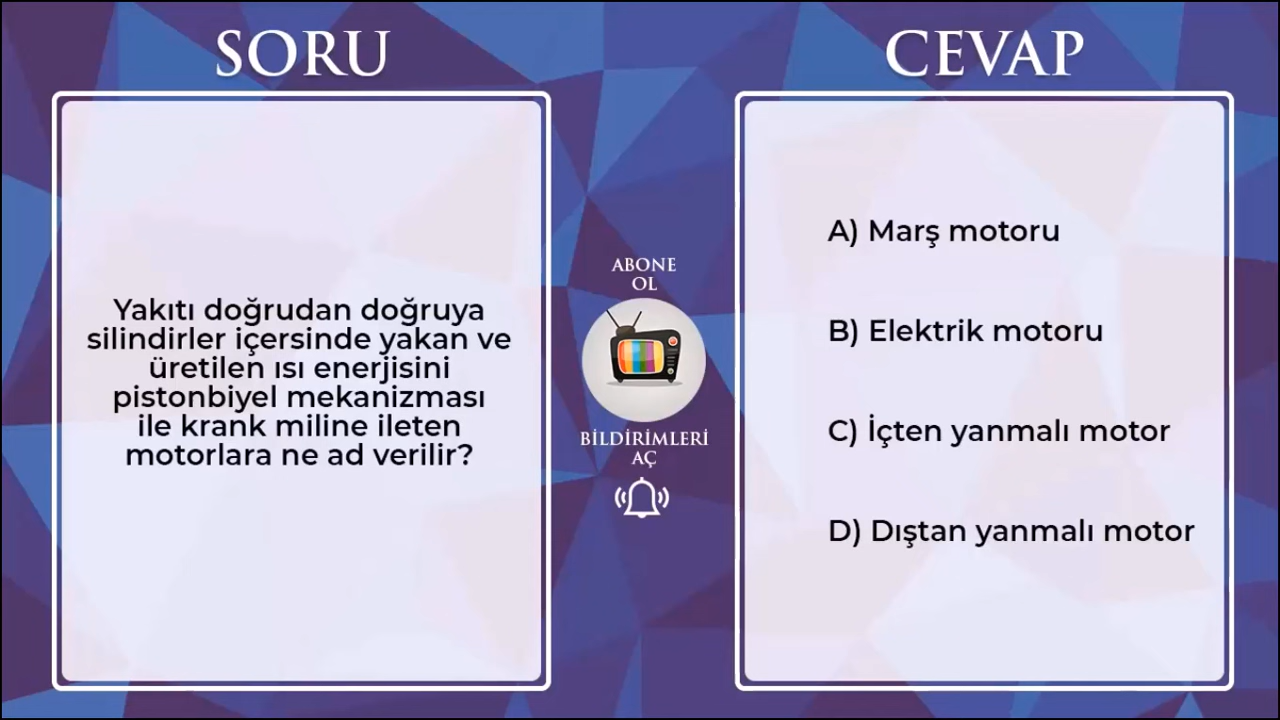 SORU
Yakıtı doğrudan doğruya
silindirler içersinde yakan ve
üretilen ısı enerjisini
pistonbiyel mekanizması
ile krank miline ileten
motorlara ne ad verilir?
ABONE
OL
BİLDİRİMLERİ
AÇ
CEVAP
A) Marş motoru
B) Elektrik motoru
C) İçten yanmalı motor
D) Dıştan yanmalı motor